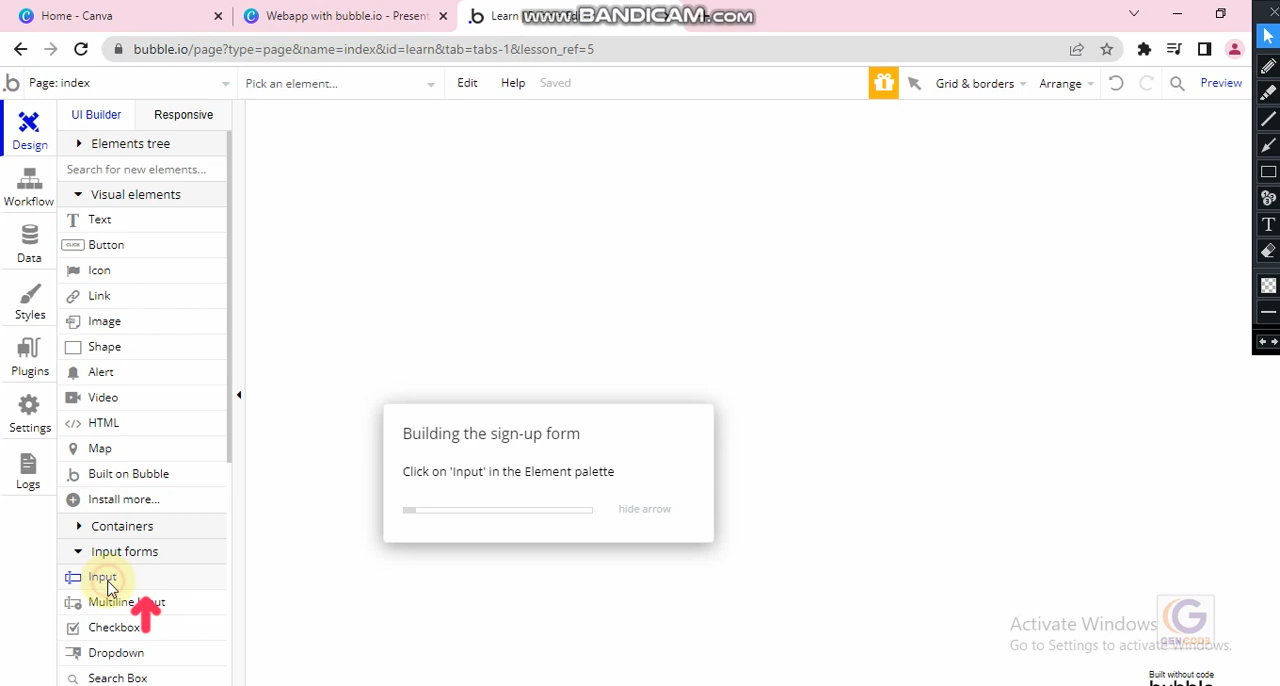 Home - Canva
Webapp with bubble.io - Present
Learn
WWW.BANDICAM.COM
bubble.io/page?type=page&name=index&id=learn&tab=tabs-1&lesson_ref=5
Page: index
Pick an element...
Edit
Help
Saved
Grid & borders
Arrange
Preview
Design
Workflow
Data
Styles
Plugins
Settings
Logs
UI Builder
Responsive
Elements tree
Search for new elements...
Visual elements
Text
CLICK Button
Icon
Link
Image
Shape
Alert
Video
HTML
Map
Built on Bubble
Install more...
Containers
Input forms
Input
Multiline
Checkbox
Dropdown
Search Box
Building the sign-up form
Click on 'Input' in the Element palette
hide arrow
Activate Windows
Go to Settings to activate Windows.
Built without code
bubble